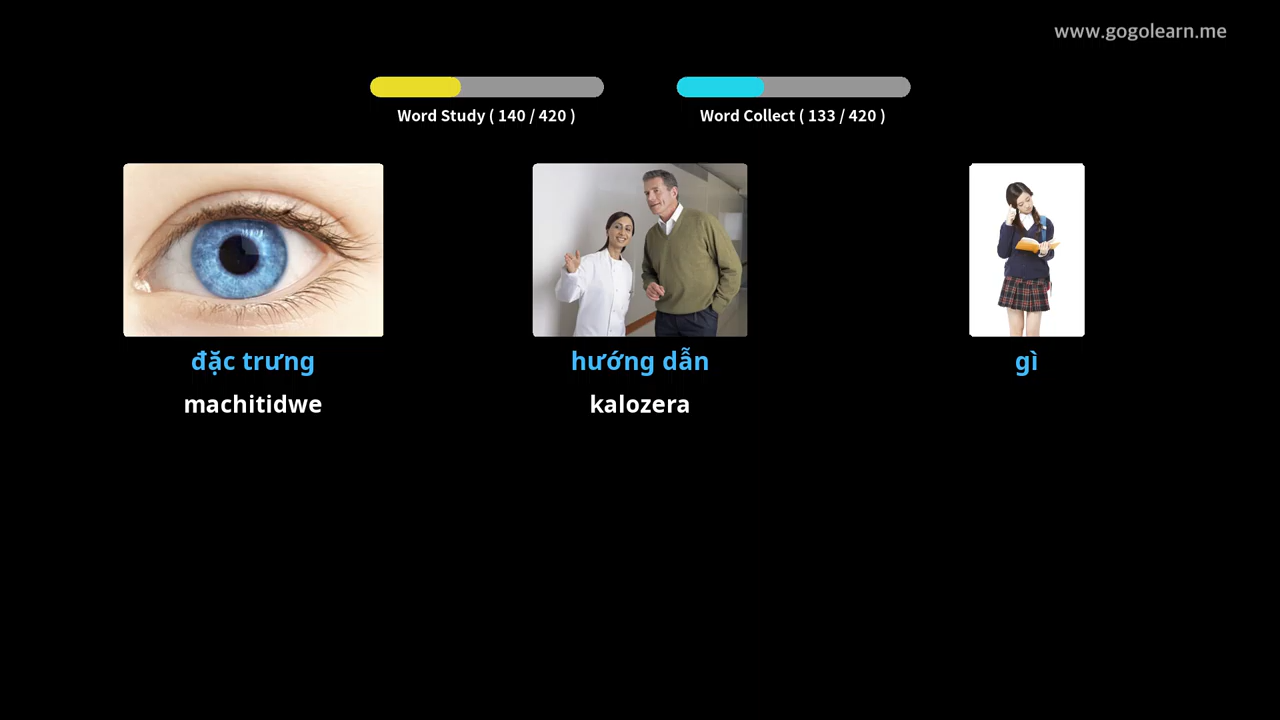 www.gogolearn.me
Word Study ( 140 / 420 )
Word Collect ( 133 / 420 )
đặc trưng
hướng dẫn
gì
machitidwe
kalozera